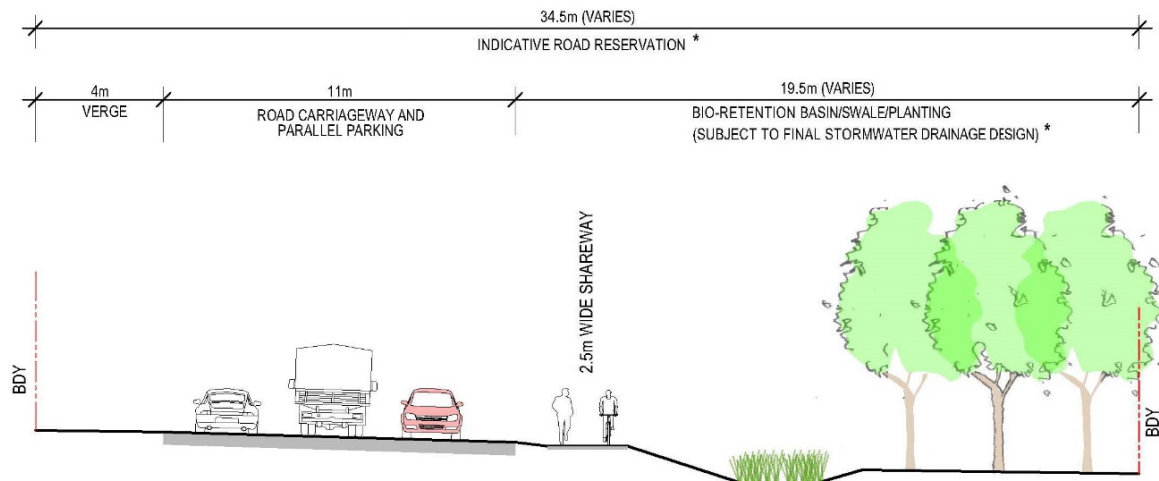 34.5m (VARIES)
INDICATIVE ROAD RESERVATION *
4m
VERGE
11m
ROAD CARRIAGEWAY AND
PARALLEL PARKING
19.5m (VARIES)
BIO-RETENTION BASIN/SWALE/PLANTING
(SUBJECT TO FINAL STORMWATER DRAINAGE DESIGN) *
BDY
2.5m WIDE SHAREWAY
BDY